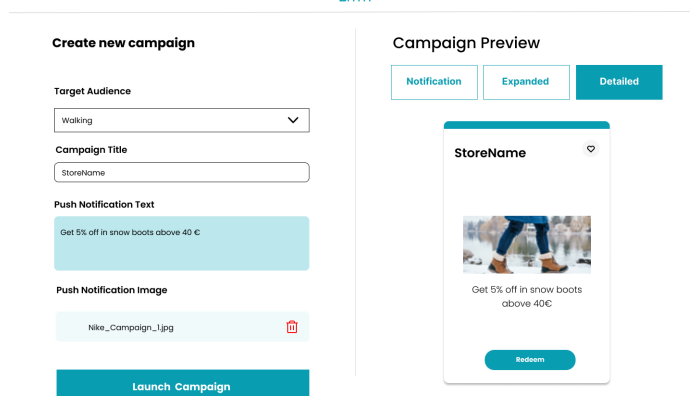 Create new campaign
Target Audience
Walking
Campaign Title
StoreName
Push Notification Text
Get 5% off in snow boots above 40 €
Push Notification Image
Nike_Campaign_1.jpg
Launch Campaign
Campaign Preview
Notification
Expanded
Detailed
StoreName
Get 5% off in snow boots
above 40€
Redeem